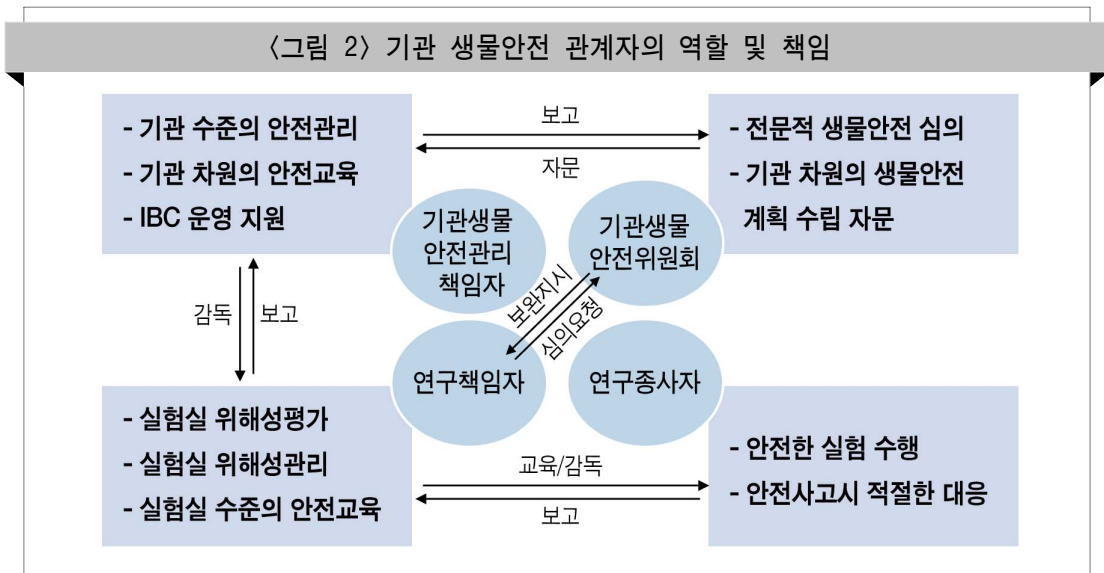 〈그림 2〉 기관 생물안전 관계자의 역할 및 책임
- 기관 수준의 안전관리
- 기관 차원의 안전교육
- IBC 운영 지원
보고
자문
- 전문적 생물안전 심의
- 기관 차원의 생물안전
계획 수립 자문
기관생물
안전관리
책임자
기관생물
안전위원회
감독
보고
보완지시
심의요청
연구책임자
연구종사자
- 실험실 위해성평가
- 실험실 위해성관리
- 실험실 수준의 안전교육
교육/감독
보고
- 안전한 실험 수행
- 안전사고시 적절한 대응